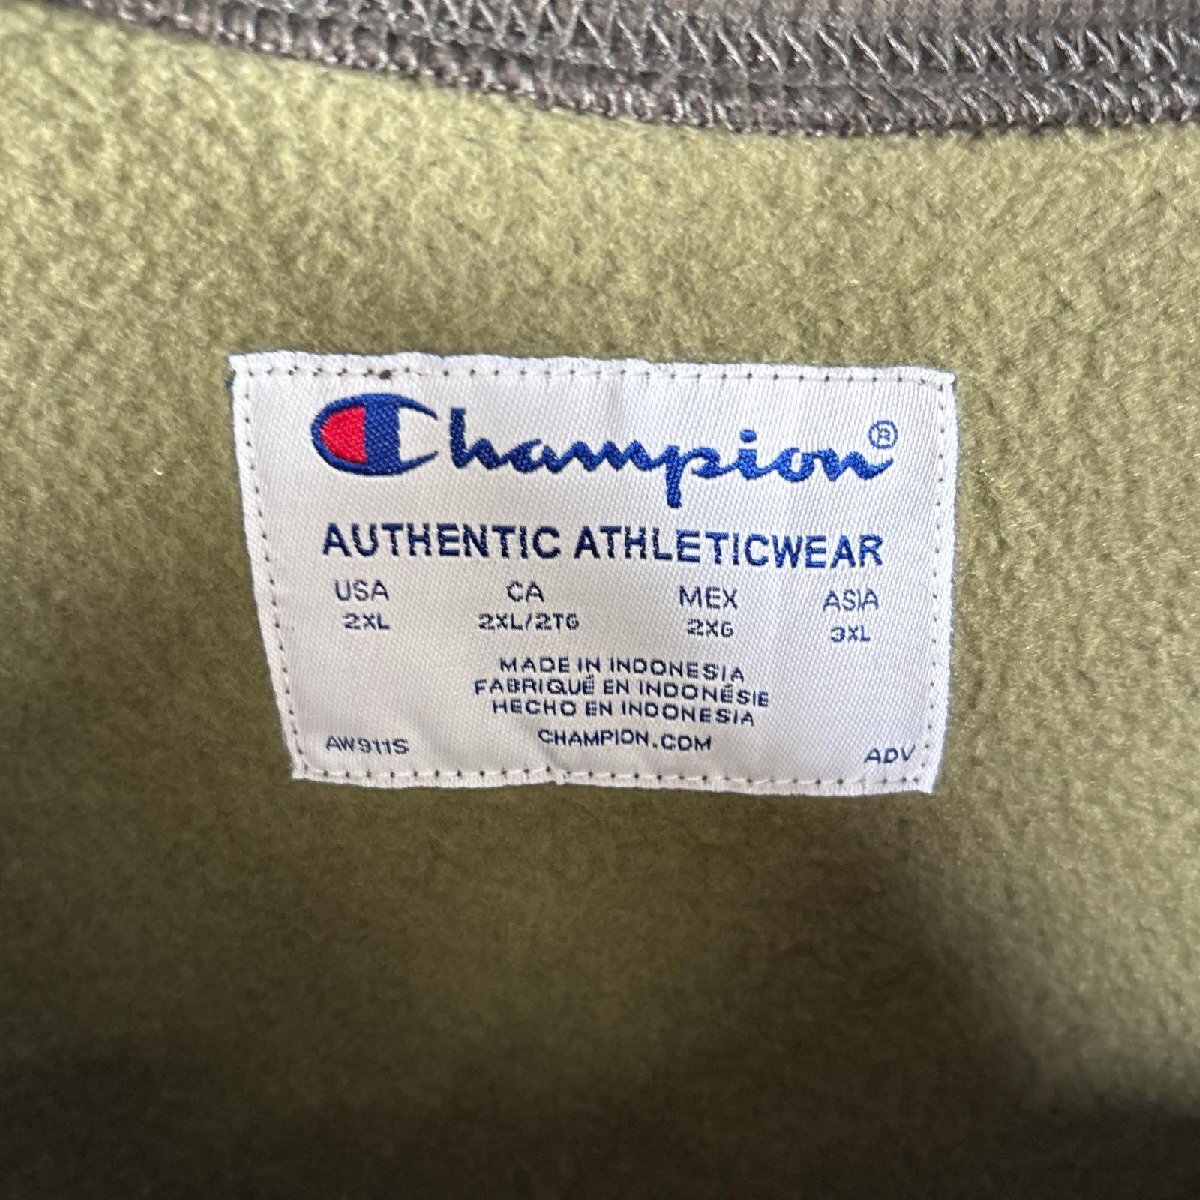 Champion®
AUTHENTIC ATHLETICWEAR
USA CA MEX ASIA
2XL 2XL/2TG 2XG 3XL
MADE IN INDONESIA
FABRIQUÉ EN INDONÉSIE
HECHO EN INDONESIA
CHAMPION.COM
AW911S ADV